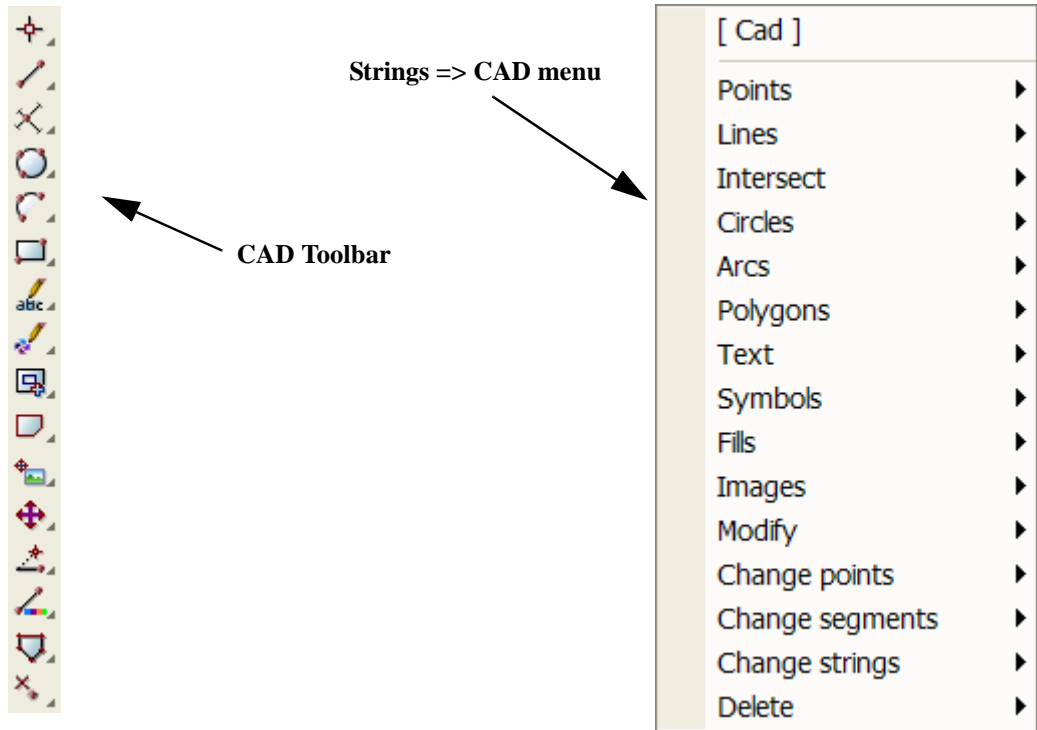 Strings => CAD menu
CAD Toolbar
abc
[ Cad ]
Points
Lines
Intersect
Circles
Arcs
Polygons
Text
Symbols
Fills
Images
Modify
Change points
Change segments
Change strings
Delete